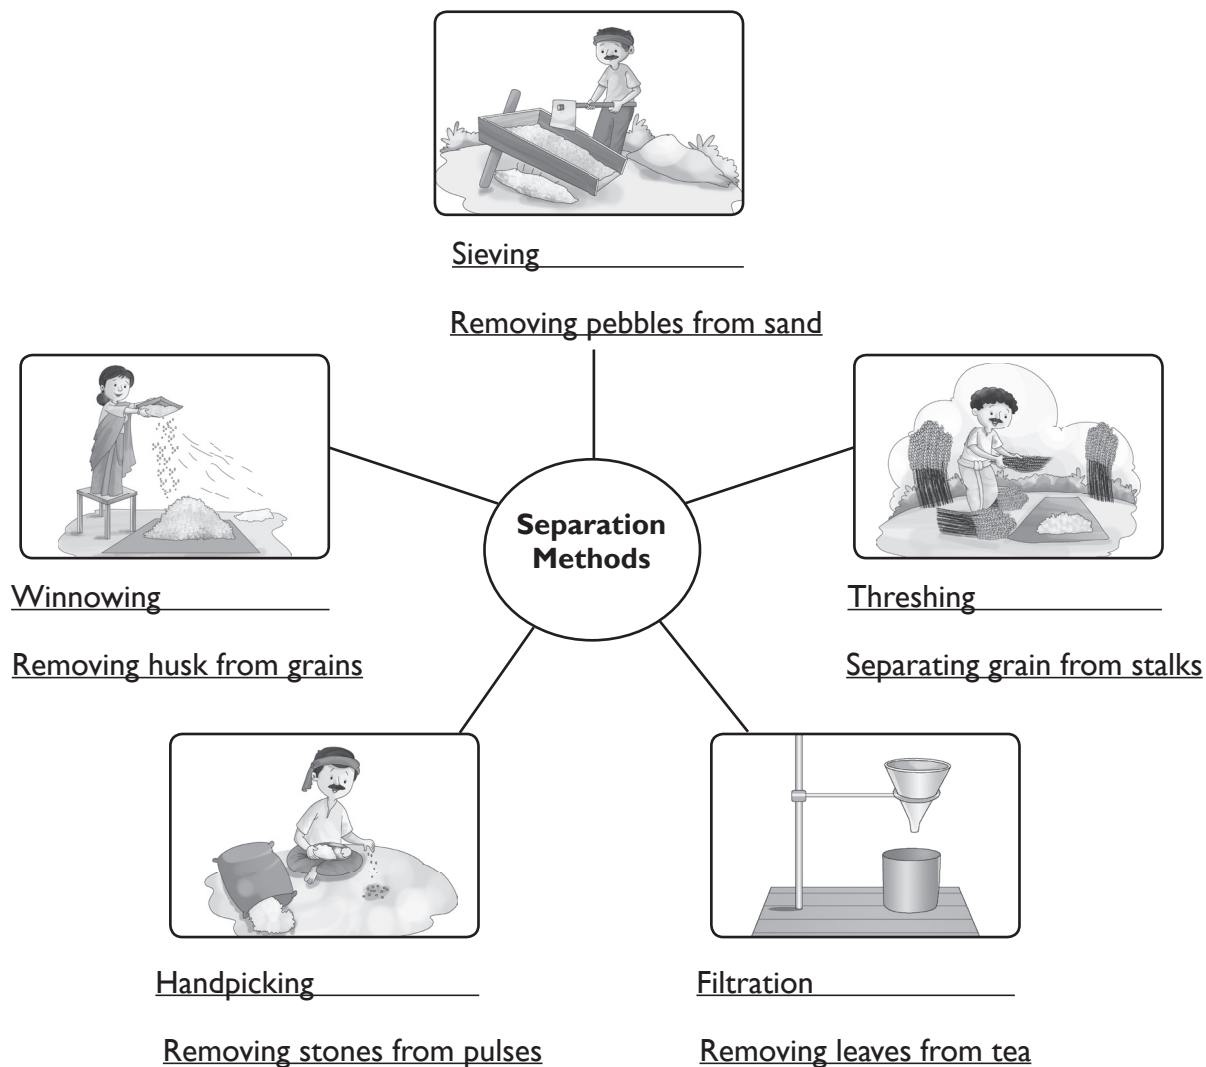 Sieving
Removing pebbles from sand
Separation
Methods
Winnowing
Removing husk from grains
Threshing
Separating grain from stalks
Handpicking
Removing stones from pulses
Filtration
Removing leaves from tea